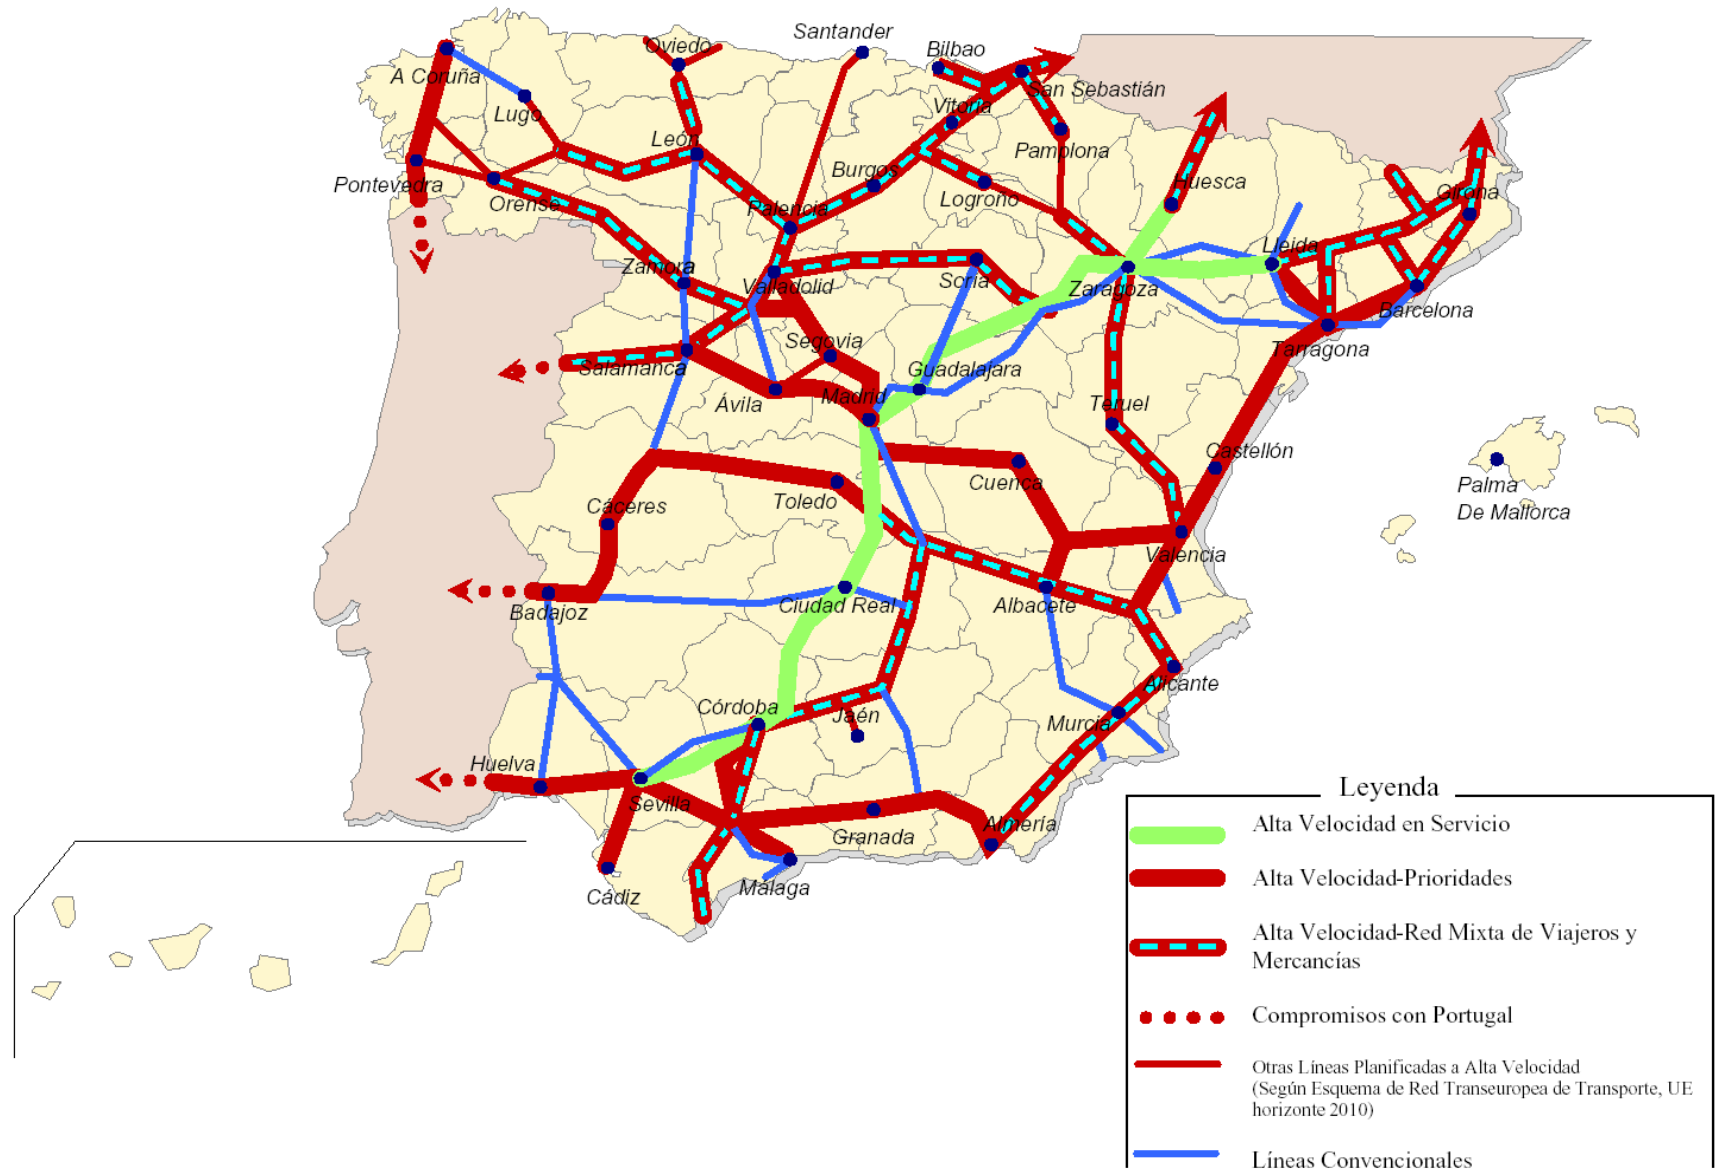 Santander
Oviedo
Bilbao
A Coruña
San Sebastián
Lugo
Vitoria
León
Pamplona
Burgos
Pontevedra
Huesca
Logroño
Girona
Orense
Palencia
Lleida
Zamora
Valladolid
Soria
Zaragoza
Barcelona
Segovia
Tarragona
Salamanca
Guadalajara
Ávila
Madrid
Teruel
Castellón
Cuenca
Toledo
Palma
De Mallorca
Cáceres
Valencia
Badajoz
Ciudad Real
Albacete
Alicante
Córdoba
Jaén
Murcia
Huelva
Sevilla
Granada
Almería
Cádiz
Málaga
Leyenda
Alta Velocidad en Servicio
Alta Velocidad-Prioridades
Alta Velocidad-Red Mixta de Viajeros y
Mercancías
Compromisos con Portugal
Otras Líneas Planificadas a Alta Velocidad
(Según Esquema de Red Transeuropea de Transporte, UE
horizonte 2010)
Líneas Convencionales